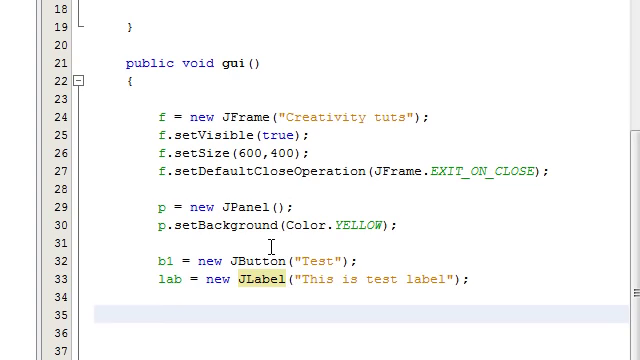 18
19 }
20
21 public void gui()
22 {
23
24 f = new JFrame("Creativity tuts");
25 f.setVisible(true);
26 f.setSize(600,400);
27 f.setDefaultCloseOperation(JFrame.EXIT_ON_CLOSE);
28
29 p = new JPanel();
30 p.setBackground(Color.YELLOW);
31
32 b1 = new JButton("Test");
33 lab = new JLabel("This is test label");
34
35
36
37